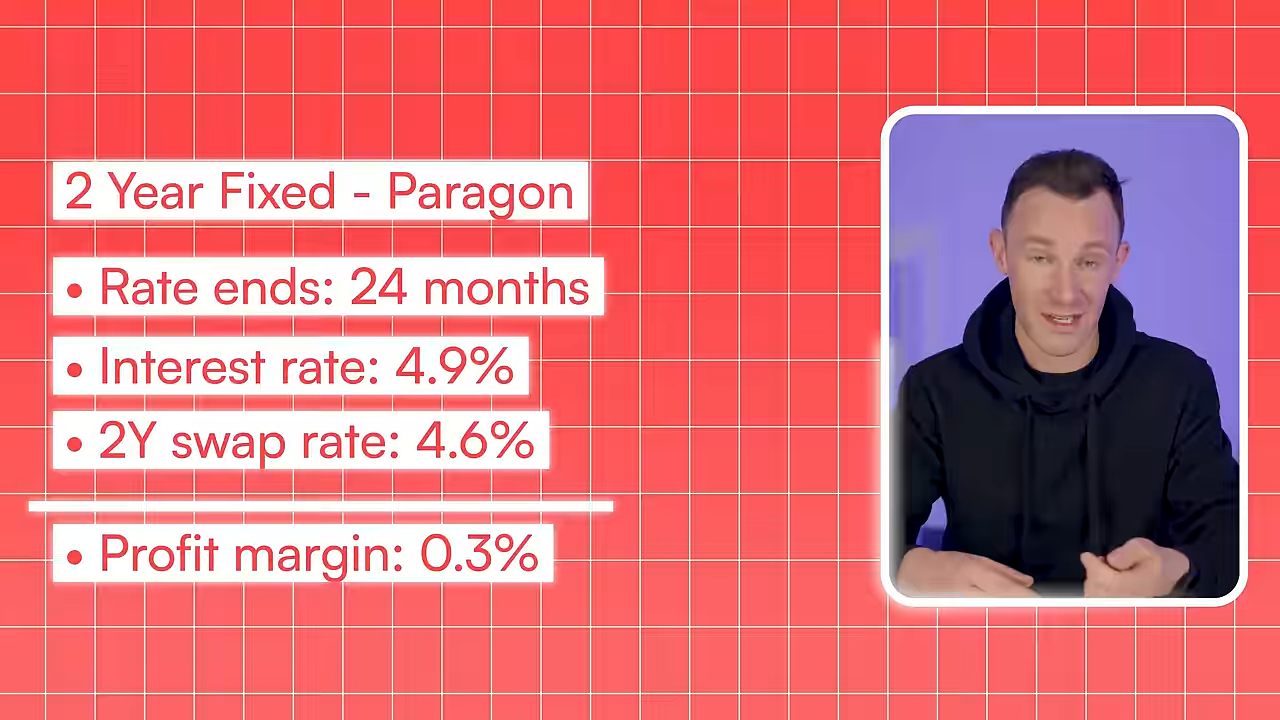 2 Year Fixed - Paragon
• Rate ends: 24 months
• Interest rate: 4.9%
• 2Y swap rate: 4.6%
• Profit margin: 0.3%